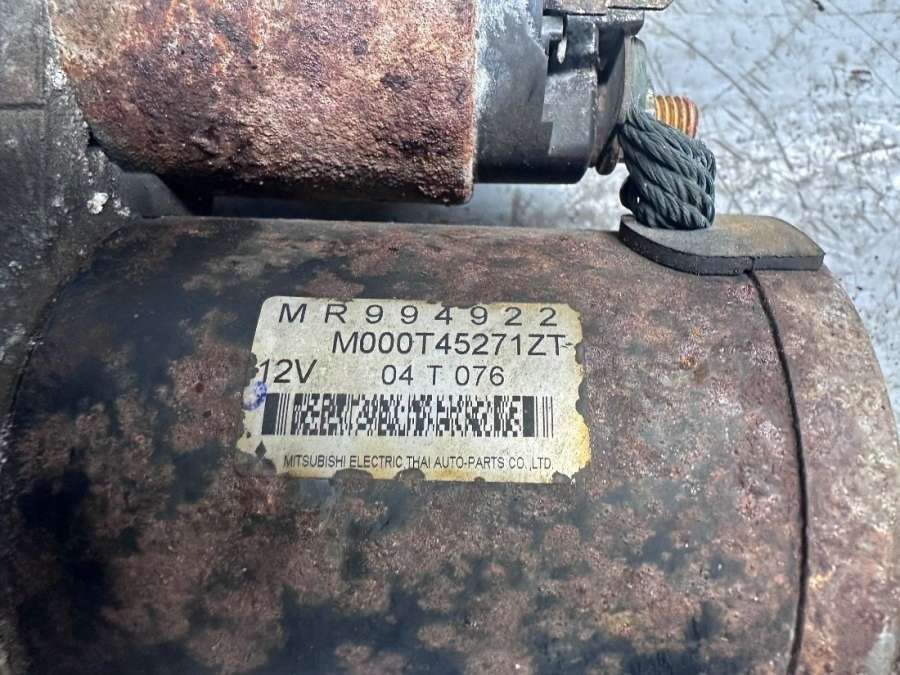 MR994922
M000T45271ZT
12V 04 T 076
MITSUBISHI ELECTRIC THAI AUTO-PARTS CO.,LTD.